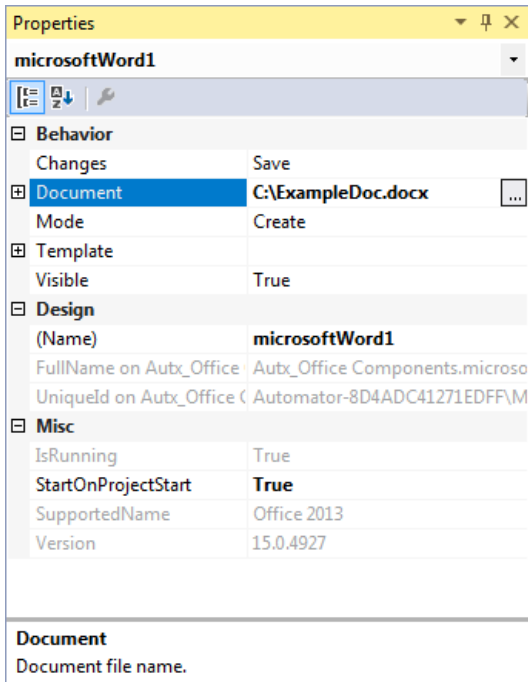 Properties
microsoftWord1
Behavior
Changes Save
Document C:\ExampleDoc.docx ...
Mode Create
Template
Visible True
Design
(Name) microsoftWord1
FullName on Autx_Office Autx_Office Components.microso
UniqueId on Autx_Office Automator-8D4ADC41271EDFF\M
Misc
IsRunning True
StartOnProjectStart True
SupportedName Office 2013
Version 15.0.4927
Document
Document file name.